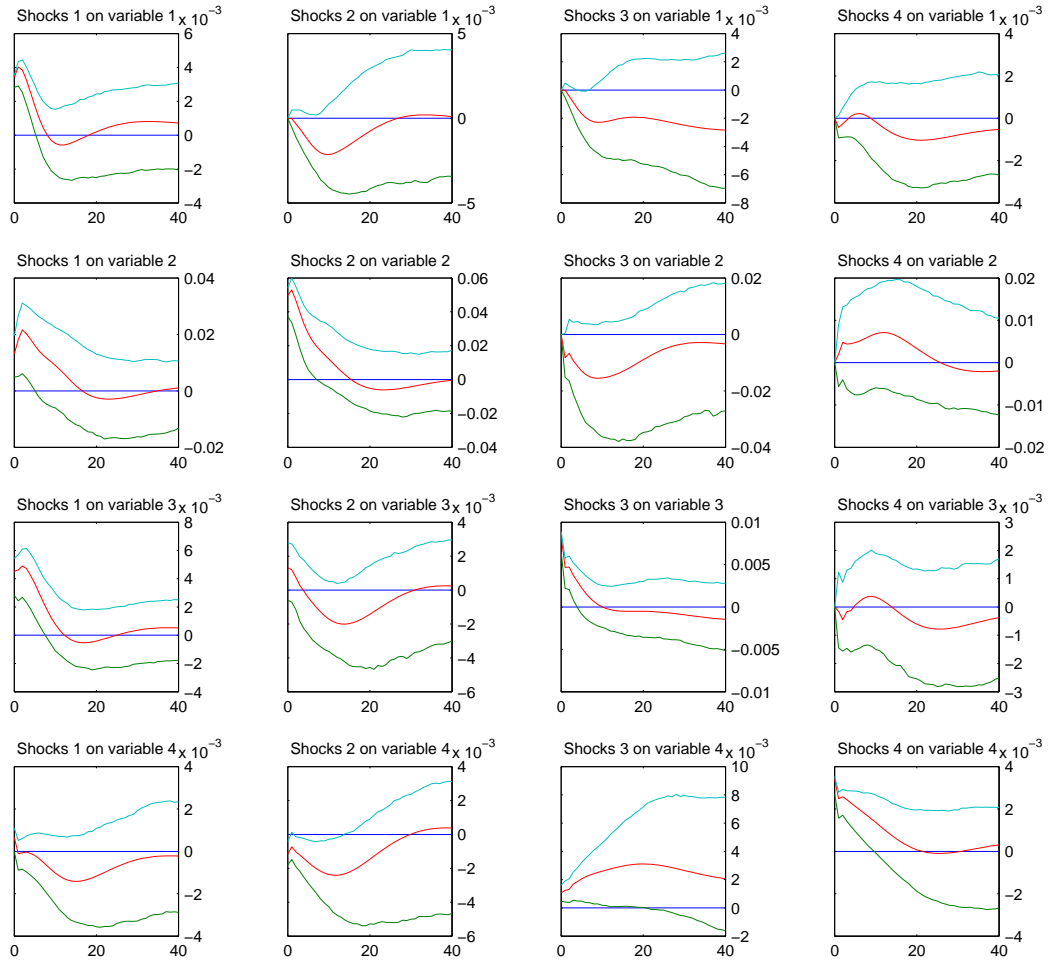 Shocks 1 on variable 1 x 10⁻³
6
4
2
0
−2
−4
0 20 40
Shocks 2 on variable 1 x 10⁻³
5
0
−5
0 20 40
Shocks 3 on variable 1 x 10⁻³
4
2
0
−2
−4
−6
−8
0 20 40
Shocks 4 on variable 1 x 10⁻³
4
2
0
−2
−4
0 20 40
Shocks 1 on variable 2
0.04
0.02
0
−0.02
0 20 40
Shocks 2 on variable 2
0.06
0.04
0.02
0
−0.02
−0.04
0 20 40
Shocks 3 on variable 2
0.02
0
−0.02
−0.04
0 20 40
Shocks 4 on variable 2
0.02
0.01
0
−0.01
−0.02
0 20 40
Shocks 1 on variable 3 x 10⁻³
8
6
4
2
0
−2
−4
0 20 40
Shocks 2 on variable 3 x 10⁻³
4
2
0
−2
−4
−6
0 20 40
Shocks 3 on variable 3
0.01
0.005
0
−0.005
−0.01
0 20 40
Shocks 4 on variable 3 x 10⁻³
3
2
1
0
−1
−2
−3
0 20 40
Shocks 1 on variable 4 x 10⁻³
4
2
0
−2
−4
0 20 40
Shocks 2 on variable 4 x 10⁻³
4
2
0
−2
−4
−6
0 20 40
Shocks 3 on variable 4 x 10⁻³
10
8
6
4
2
0
−2
0 20 40
Shocks 4 on variable 4 x 10⁻³
4
2
0
−2
−4
0 20 40